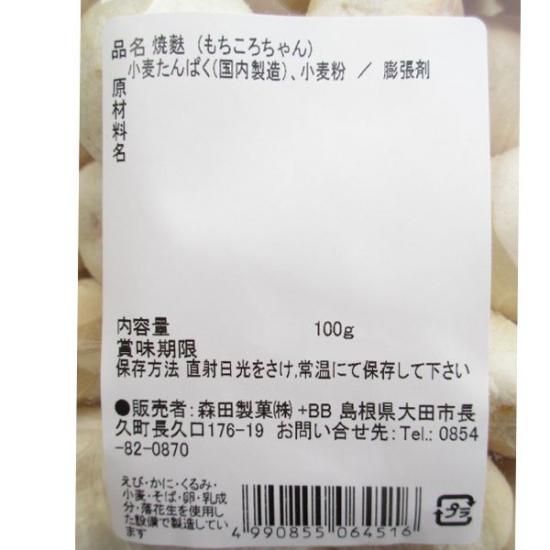 品名 焼麩 (もちころちゃん)
原材料名 小麦たんぱく(国内製造)、小麦粉 / 膨張剤
内容量 100g
賞味期限
保存方法 直射日光をさけ,常温にて保存して下さい
●販売者:森田製菓㈱ +BB 島根県大田市長
久町長久口176-19 お問い合せ先:Tel.: 0854
-82-0870
えび・かに・くるみ・
小麦・そば・卵・乳成
分・落花生を使用し
た設備で製造してい
ます
4990855064516
プラ